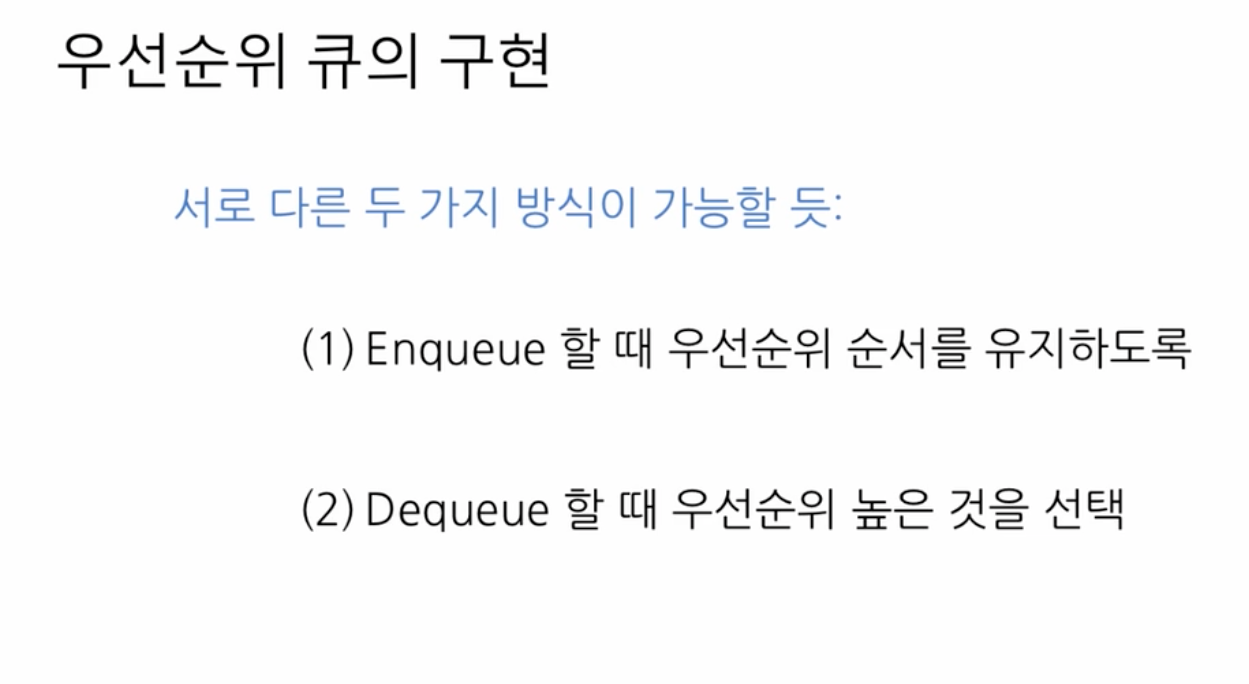 우선순위 큐의 구현
서로 다른 두 가지 방식이 가능할 듯:
(1) Enqueue 할 때 우선순위 순서를 유지하도록
(2) Dequeue 할 때 우선순위 높은 것을 선택